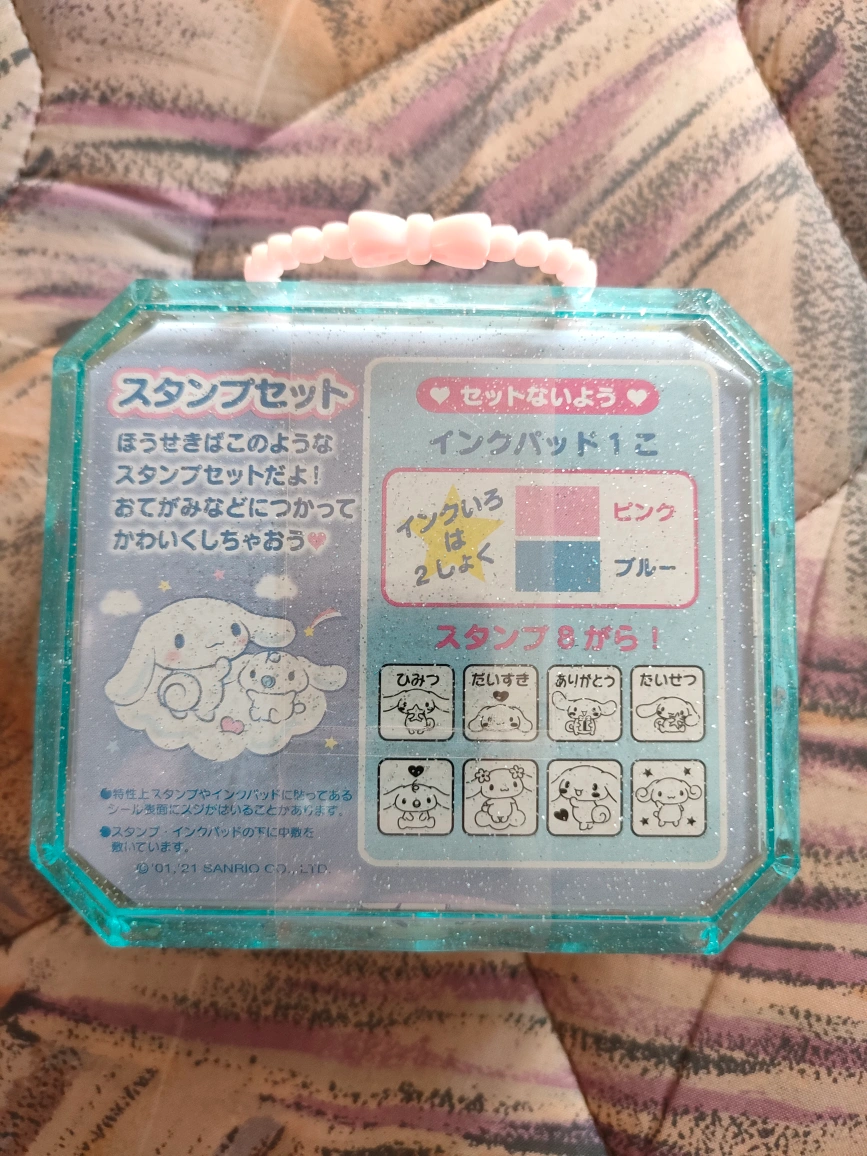 スタンプセット
ほうせきばこのような
スタンプセットだよ！
おてがみなどにつかって
かわいくしちゃおう♥
●特性上スタンプやインクパッドに貼ってある
シール表面にスジがはいることがあります。
●スタンプ・インクパッドの下に中敷を
敷いています。
©'01,'21 SANRIO CO., LTD.
♥ セットないよう ♥
インクパッド1こ
インクいろ
は
2しょく
ピンク
ブルー
スタンプ8がら！
ひみつ
だいすき
ありがとう
たいせつ